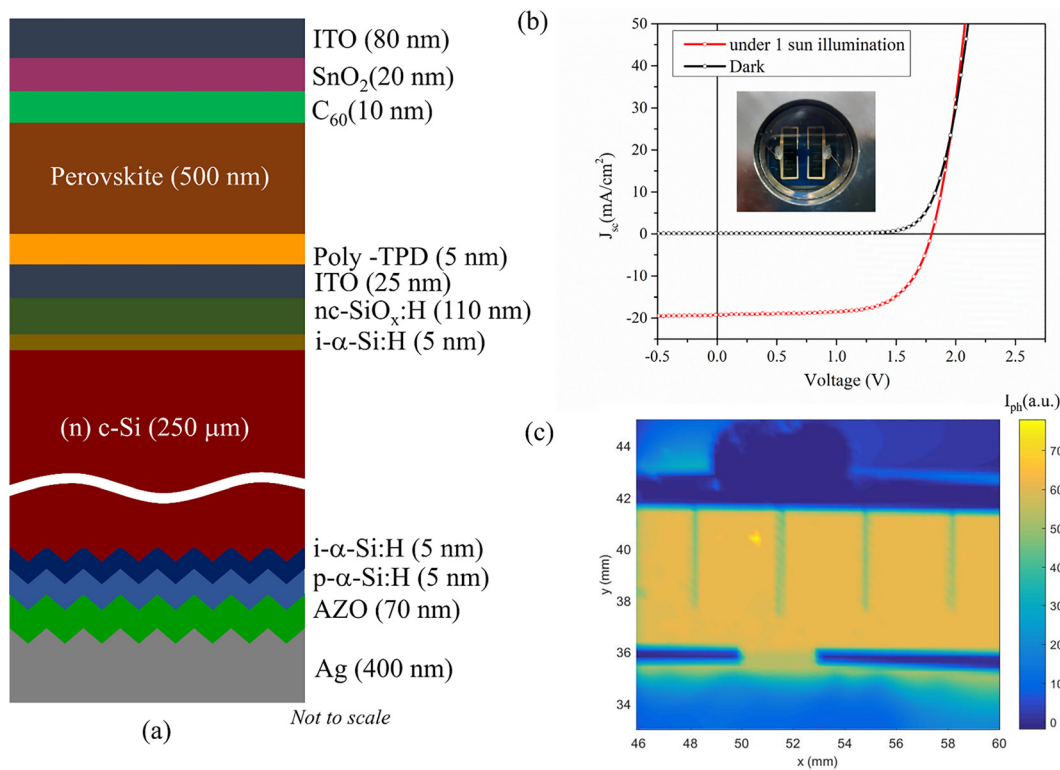 ITO (80 nm)
SnO₂(20 nm)
C₆₀(10 nm)
Perovskite (500 nm)
Poly -TPD (5 nm)
ITO (25 nm)
nc-SiOₓ:H (110 nm)
i-α-Si:H (5 nm)
(n) c-Si (250 μm)
i-α-Si:H (5 nm)
p-α-Si:H (5 nm)
AZO (70 nm)
Ag (400 nm)
Not to scale
(a)
(b)
50
40
30
20
10
0
-10
-20
J_sc(mA/cm²)
under 1 sun illumination
Dark
-0.5 0.0 0.5 1.0 1.5 2.0 2.5
Voltage (V)
(c)
I_ph(a.u.)
44
42
40
38
36
34
y (mm)
46 48 50 52 54 56 58 60
x (mm)
70
60
50
40
30
20
10
0